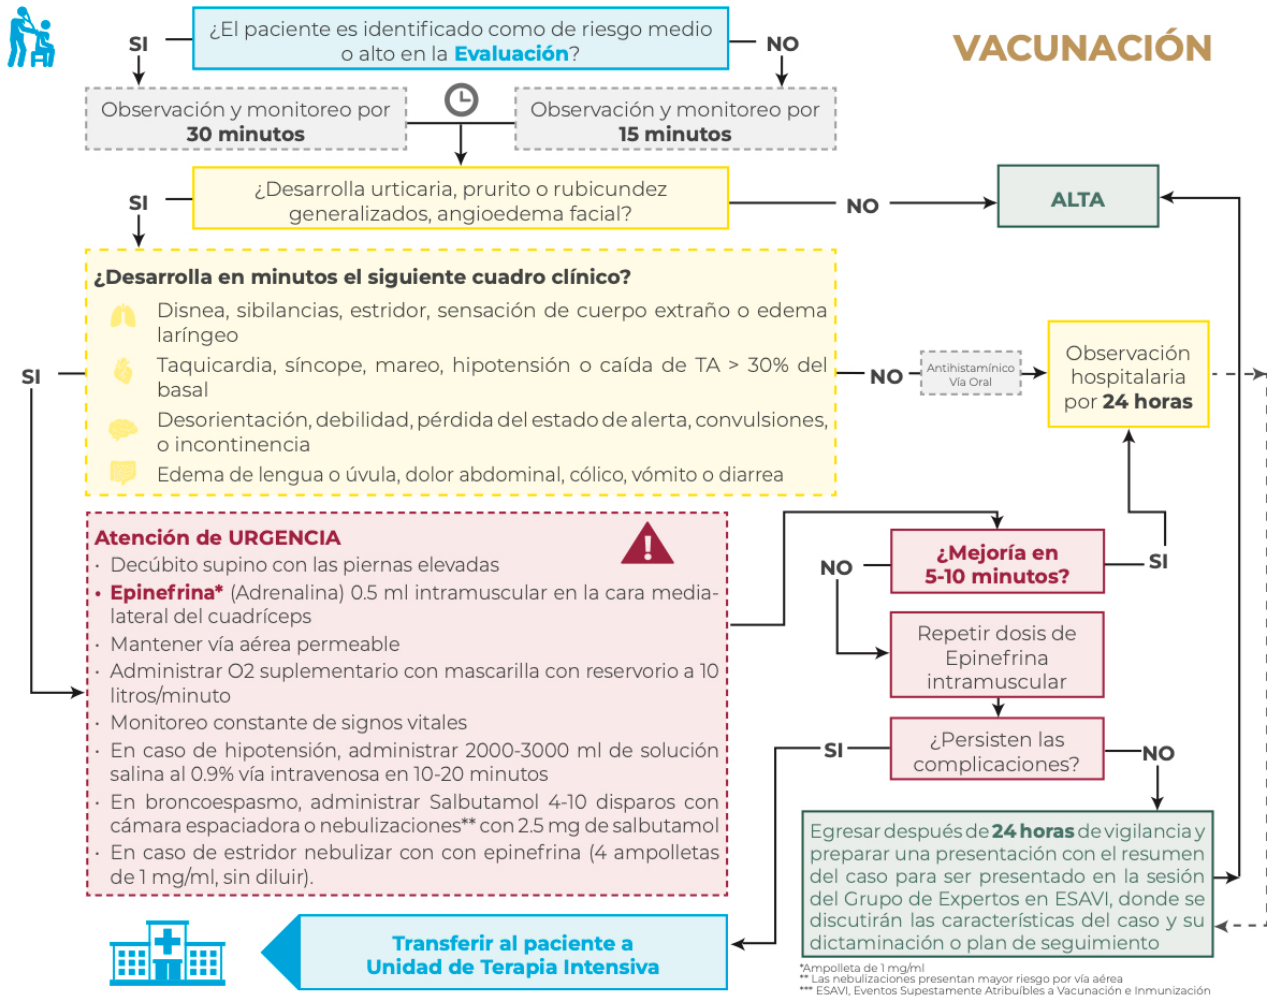 ¿El paciente es identificado como de riesgo medio
o alto en la Evaluación?
SI
NO
VACUNACIÓN
Observación y monitoreo por
30 minutos
Observación y monitoreo por
15 minutos
¿Desarrolla urticaria, prurito o rubicundez
generalizados, angioedema facial?
SI
NO
ALTA
¿Desarrolla en minutos el siguiente cuadro clínico?
Disnea, sibilancias, estridor, sensación de cuerpo extraño o edema
laríngeo
Taquicardia, síncope, mareo, hipotensión o caída de TA > 30% del
basal
Desorientación, debilidad, pérdida del estado de alerta, convulsiones,
o incontinencia
Edema de lengua o úvula, dolor abdominal, cólico, vómito o diarrea
SI
NO
Antihistamínico
Vía Oral
Observación
hospitalaria
por 24 horas
Atención de URGENCIA
· Decúbito supino con las piernas elevadas
• Epinefrina* (Adrenalina) 0.5 ml intramuscular en la cara media-
lateral del cuadríceps
· Mantener vía aérea permeable
· Administrar O2 suplementario con mascarilla con reservorio a 10
litros/minuto
· Monitoreo constante de signos vitales
· En caso de hipotensión, administrar 2000-3000 ml de solución
salina al 0.9% vía intravenosa en 10-20 minutos
· En broncoespasmo, administrar Salbutamol 4-10 disparos con
cámara espaciadora o nebulizaciones** con 2.5 mg de salbutamol
· En caso de estridor nebulizar con con epinefrina (4 ampolletas
de 1 mg/ml, sin diluir).
¿Mejoría en
5-10 minutos?
NO
SI
Repetir dosis de
Epinefrina
intramuscular
¿Persisten las
complicaciones?
SI
NO
Egresar después de 24 horas de vigilancia y
preparar una presentación con el resumen
del caso para ser presentado en la sesión
del Grupo de Expertos en ESAVI, donde se
discutirán las características del caso y su
dictaminación o plan de seguimiento
Transferir al paciente a
Unidad de Terapia Intensiva
*Ampolleta de 1 mg/ml
** Las nebulizaciones presentan mayor riesgo por vía aérea
*** ESAVI, Eventos Supestamente Atribuíbles a Vacunación e Inmunización